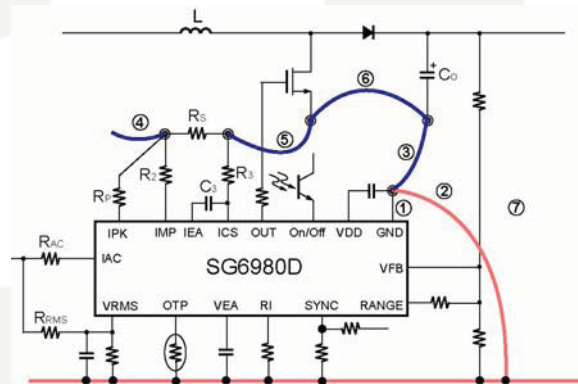 L
⑥
+
Co
④
Rs
⑤
③
RP
R2
C3
R3
①
②
⑦
IPK
IMP
IEA
ICS
OUT
On/Off
VDD
GND
RAC
IAC
SG6980D
VFB
RRMS
VRMS
OTP
VEA
RI
SYNC
RANGE